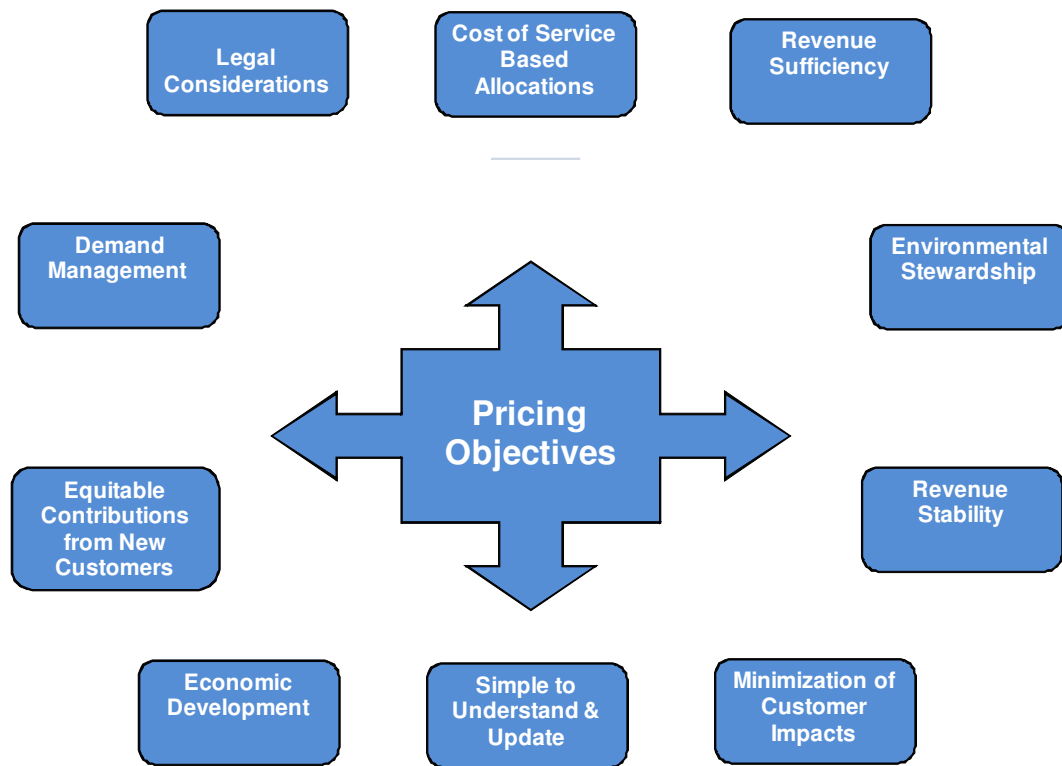 Legal
Considerations
Cost of Service
Based
Allocations
Revenue
Sufficiency
Demand
Management
Environmental
Stewardship
Pricing
Objectives
Equitable
Contributions
from New
Customers
Revenue
Stability
Economic
Development
Simple to
Understand &
Update
Minimization of
Customer
Impacts